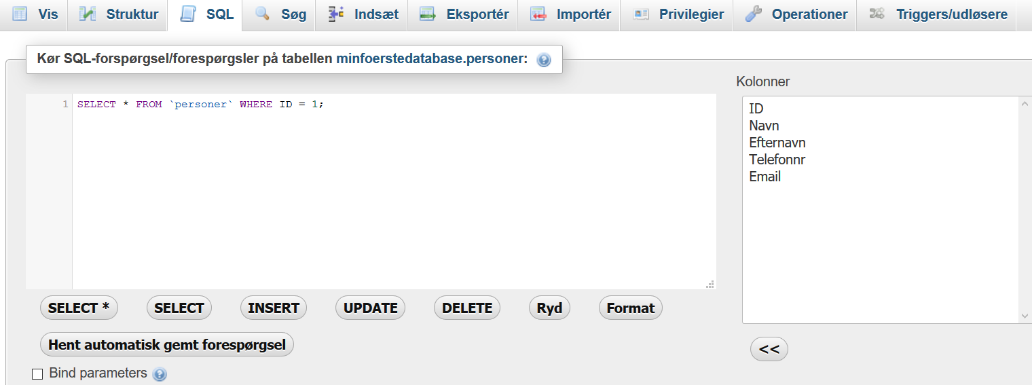 Vis Struktur SQL Søg Indsæt Eksportér Importér Privilegier Operationer Triggers/udløsere
Kør SQL-forspørgsel/forespørgsler på tabellen minfoerstedatabase.personer:
Kolonner
1 SELECT * FROM `personer` WHERE ID = 1;
ID
Navn
Efternavn
Telefonnr
Email
SELECT * SELECT INSERT UPDATE DELETE Ryd Format
Hent automatisk gemt forespørgsel
<<
Bind parameters